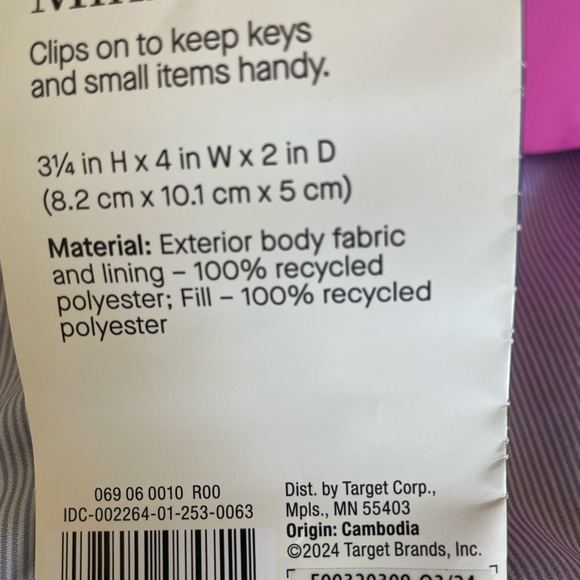 Clips on to keep keys
and small items handy.
3¼ in H x 4 in W x 2 in D
(8.2 cm x 10.1 cm x 5 cm)
Material: Exterior body fabric
and lining – 100% recycled
polyester; Fill – 100% recycled
polyester
069 06 0010 R00
IDC-002264-01-253-0063
Dist. by Target Corp.,
Mpls., MN 55403
Origin: Cambodia
©2024 Target Brands, Inc.